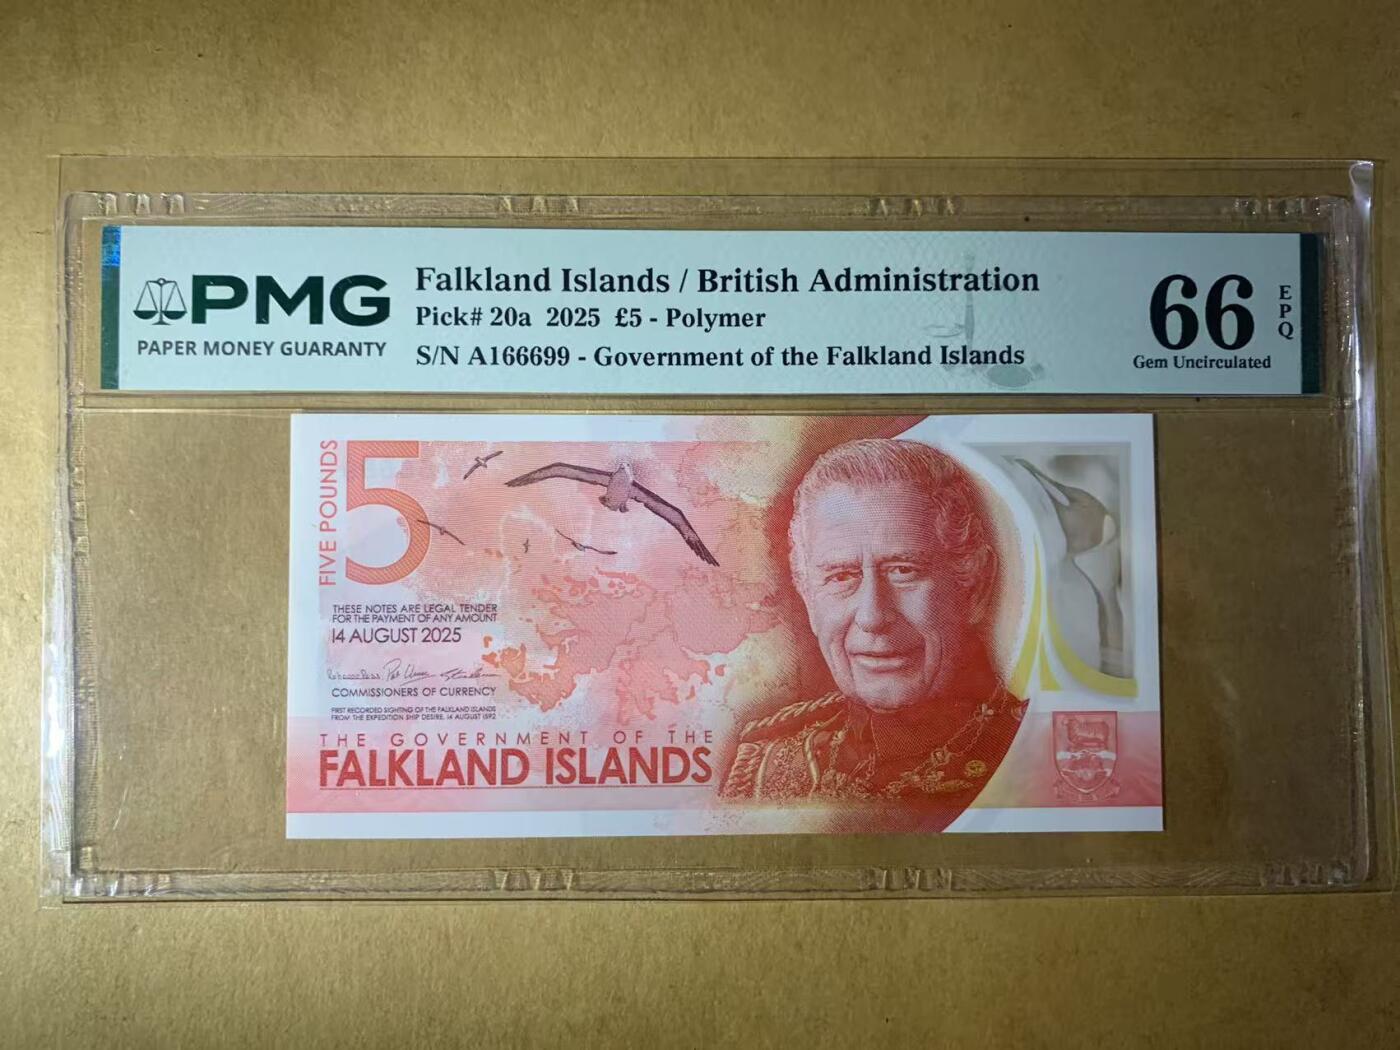 PMG
PAPER MONEY GUARANTY
Falkland Islands / British Administration
Pick# 20a 2025 £5 - Polymer
S/N A166699 - Government of the Falkland Islands
66
Gem Uncirculated
EPQ
FIVE POUNDS
5
THESE NOTES ARE LEGAL TENDER
FOR THE PAYMENT OF ANY AMOUNT
14 AUGUST 2025
COMMISSIONERS OF CURRENCY
FIRST RECORDED SIGHTING OF THE FALKLAND ISLANDS
FROM THE EXPEDITION SHIP DESIRE, 14 AUGUST 1592
THE GOVERNMENT OF THE
FALKLAND ISLANDS